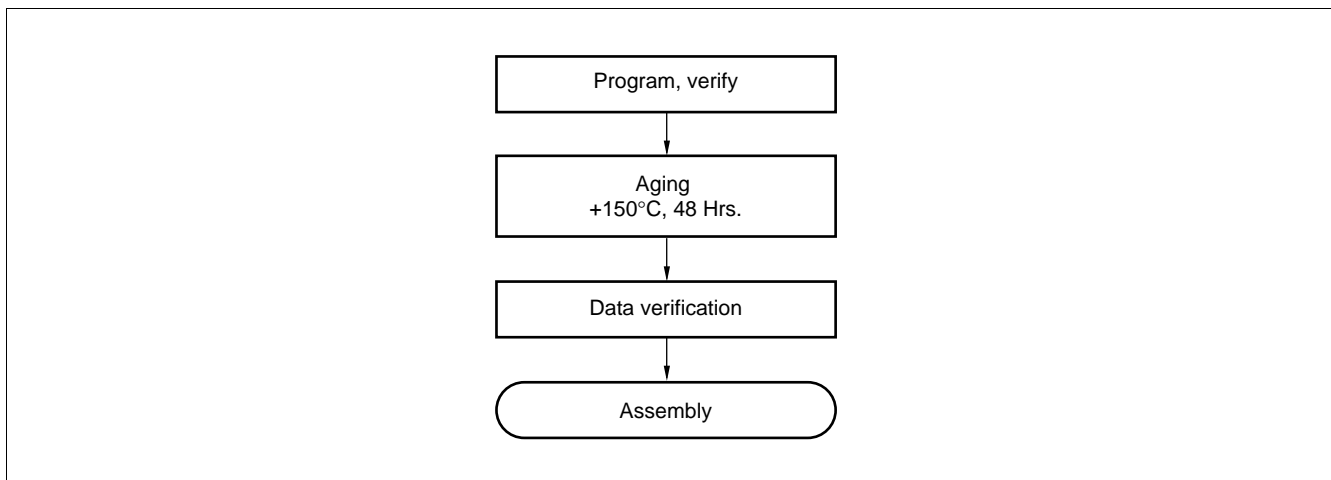 Program, verify
Aging
+150°C, 48 Hrs.
Data verification
Assembly